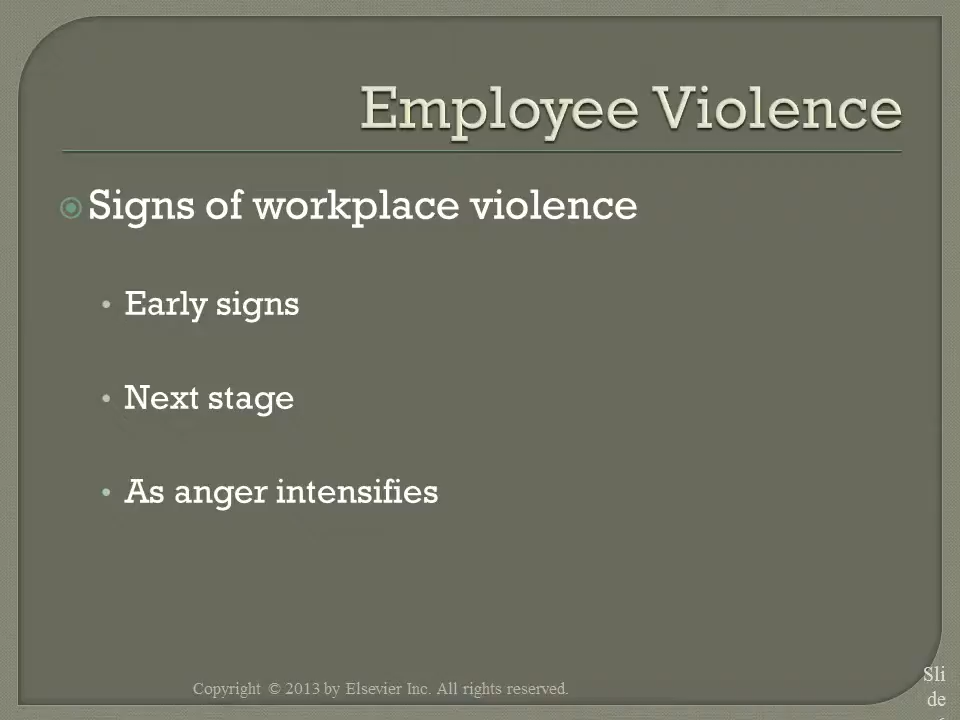 Employee Violence
Signs of workplace violence
• Early signs
• Next stage
• As anger intensifies
Copyright © 2013 by Elsevier Inc. All rights reserved.
Sli
de